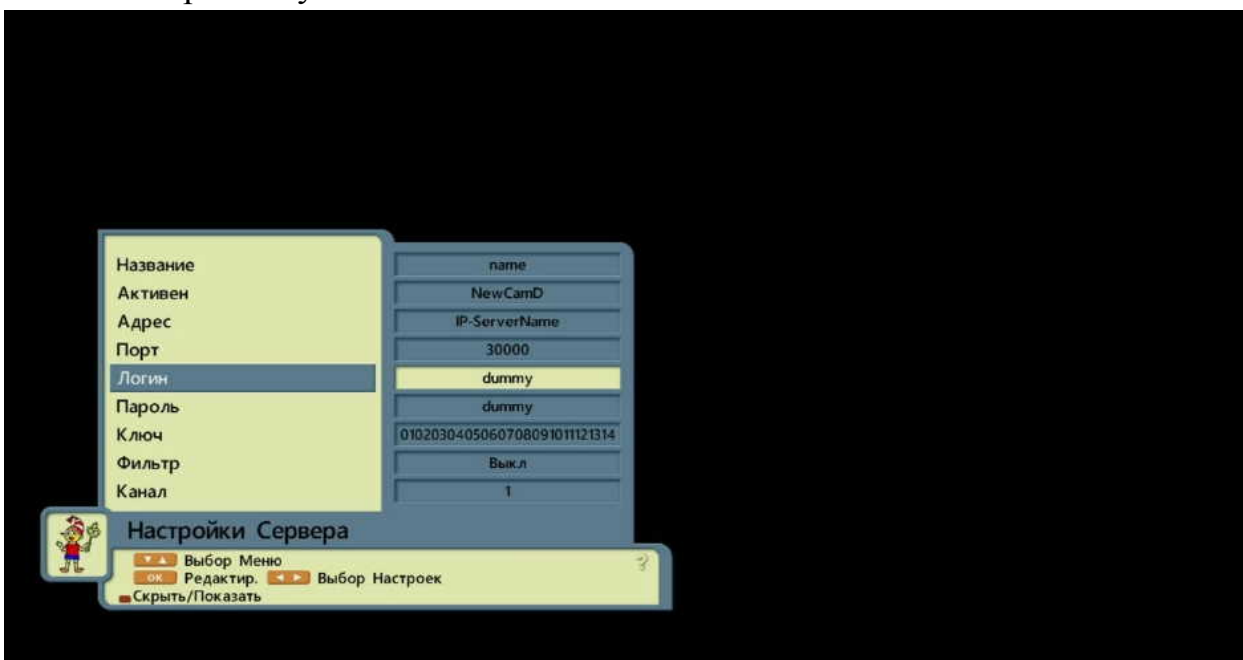 Название name
Активен NewCamD
Адрес IP-ServerName
Порт 30000
Логин dummy
Пароль dummy
Ключ 0102030405060708091011121314
Фильтр Выкл
Канал 1
Настройки Сервера
Выбор Меню
OK Редактир. Выбор Настроек
Скрыть/Показать